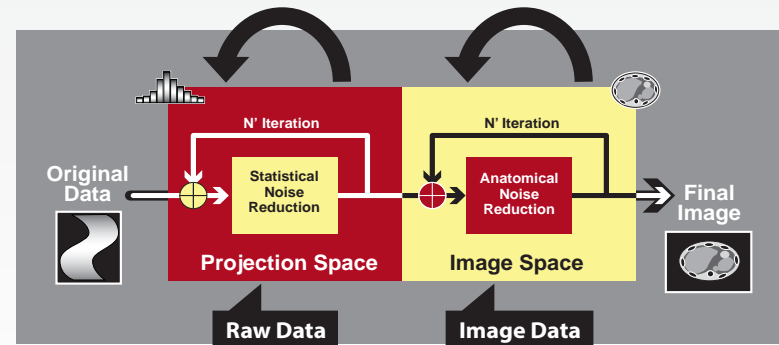 N' Iteration
N' Iteration
Original
Data
Statistical
Noise
Reduction
Anatomical
Noise
Reduction
Final
Image
Projection Space
Image Space
Raw Data
Image Data